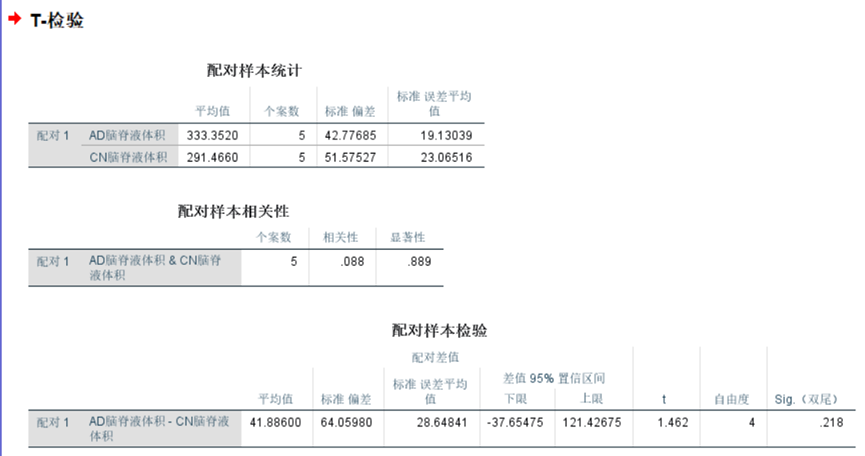 T-检验
配对样本统计
平均值 个案数 标准 偏差 标准 误差平均
值
配对 1 AD脑脊液体积 333.3520 5 42.77685 19.13039
CN脑脊液体积 291.4660 5 51.57527 23.06516
配对样本相关性
个案数 相关性 显著性
配对 1 AD脑脊液体积 & CN脑脊 5 .088 .889
液体积
配对样本检验
配对差值
标准 误差平均 差值 95% 置信区间
平均值 标准 偏差 值 下限 上限 t 自由度 Sig.（双尾）
配对 1 AD脑脊液体积 - CN脑脊液 41.88600 64.05980 28.64841 -37.65475 121.42675 1.462 4 .218
体积